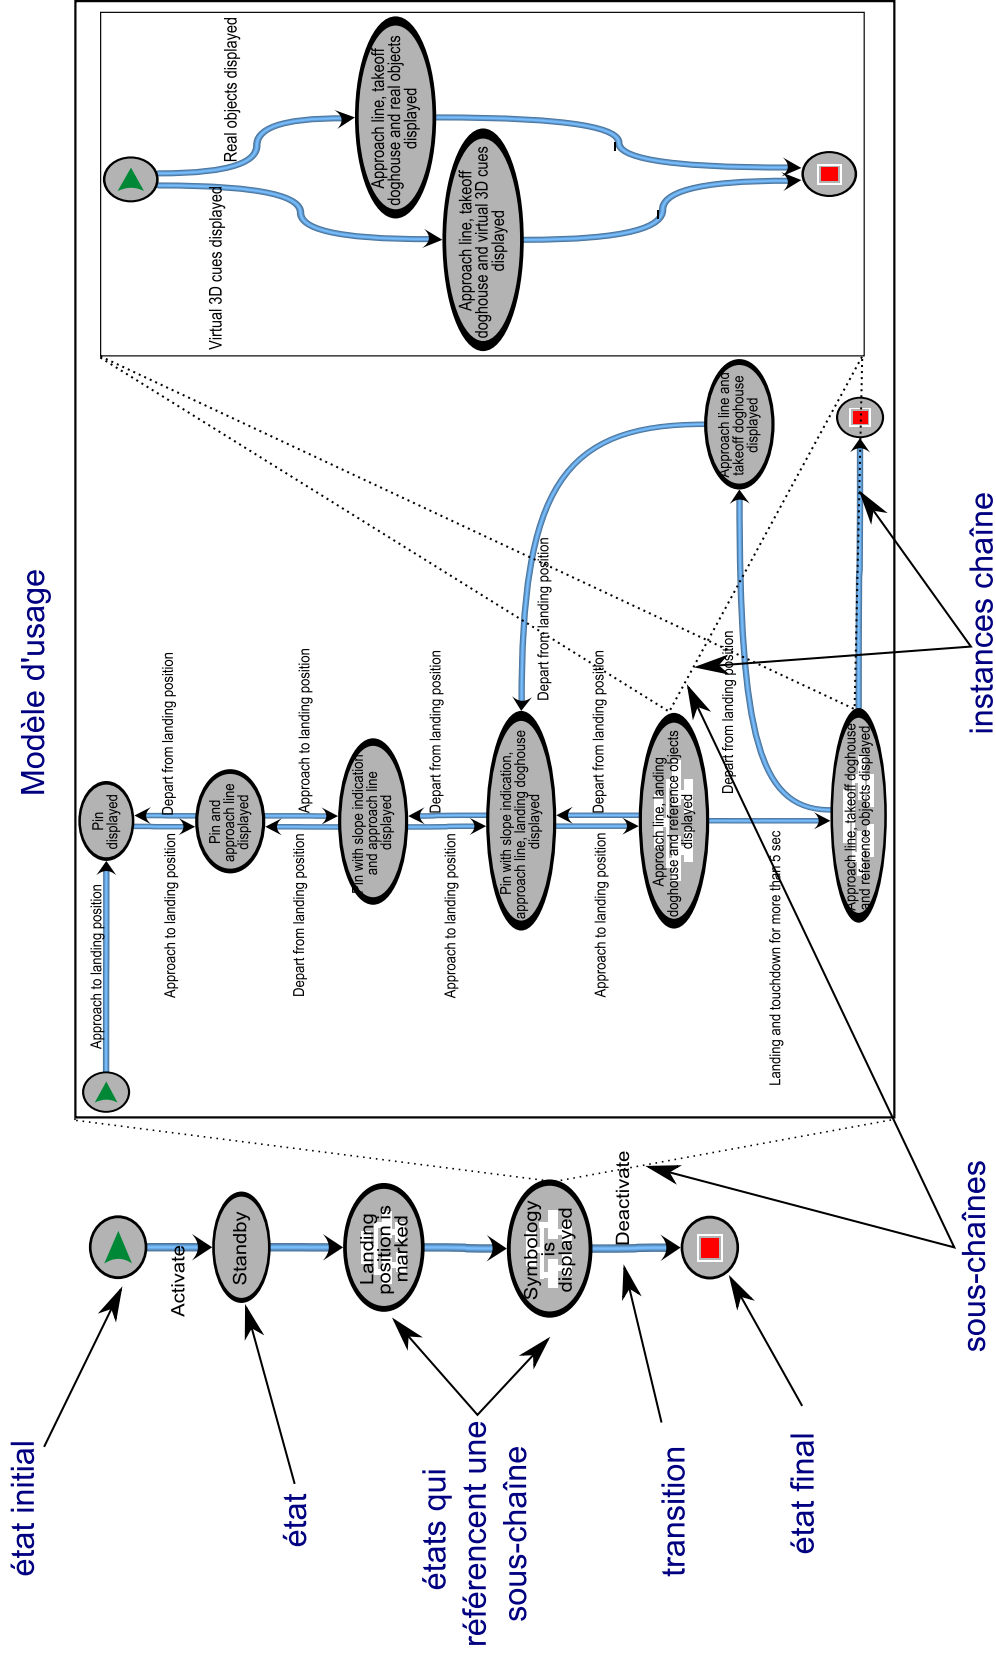 Modèle d'usage
état initial
Activate
état
Standby
états qui
référencent une
sous-chaîne
Landing
position is
marked
Symbology
is
displayed
transition
Deactivate
état final
sous-chaînes
instances chaîne
Approach to landing position
Pin
displayed
Approach to landing position
Depart from landing position
Pin and
approach line
displayed
Depart from landing position
Approach to landing position
Pin with slope indication
and approach line
displayed
Approach to landing position
Depart from landing position
Pin with slope indication,
approach line, landing doghouse
displayed
Approach to landing position
Depart from landing position
Depart from landing position
Approach line, landing
doghouse and reference objects
displayed
Landing and touchdown for more than 5 sec
Depart from landing position
Approach line and
takeoff doghouse
displayed
Approach line, takeoff doghouse
and reference objects displayed
Virtual 3D cues displayed
Real objects displayed
Approach line, takeoff
doghouse and real objects
displayed
Approach line, takeoff
doghouse and virtual 3D cues
displayed